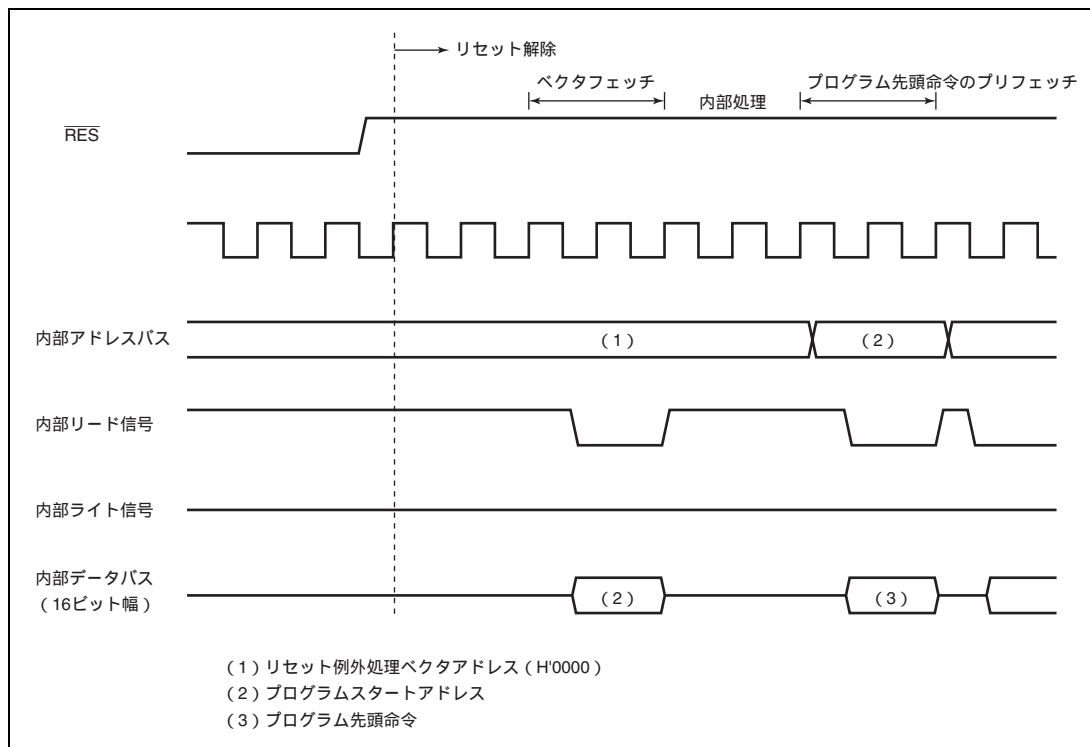 リセット解除
ベクタフェッチ
内部処理
プログラム先頭命令のプリフェッチ
RES
内部アドレスバス
(1)
(2)
内部リード信号
内部ライト信号
内部データバス
(16ビット幅)
(2)
(3)
(1)リセット例外処理ベクタアドレス(H'0000)
(2)プログラムスタートアドレス
(3)プログラム先頭命令